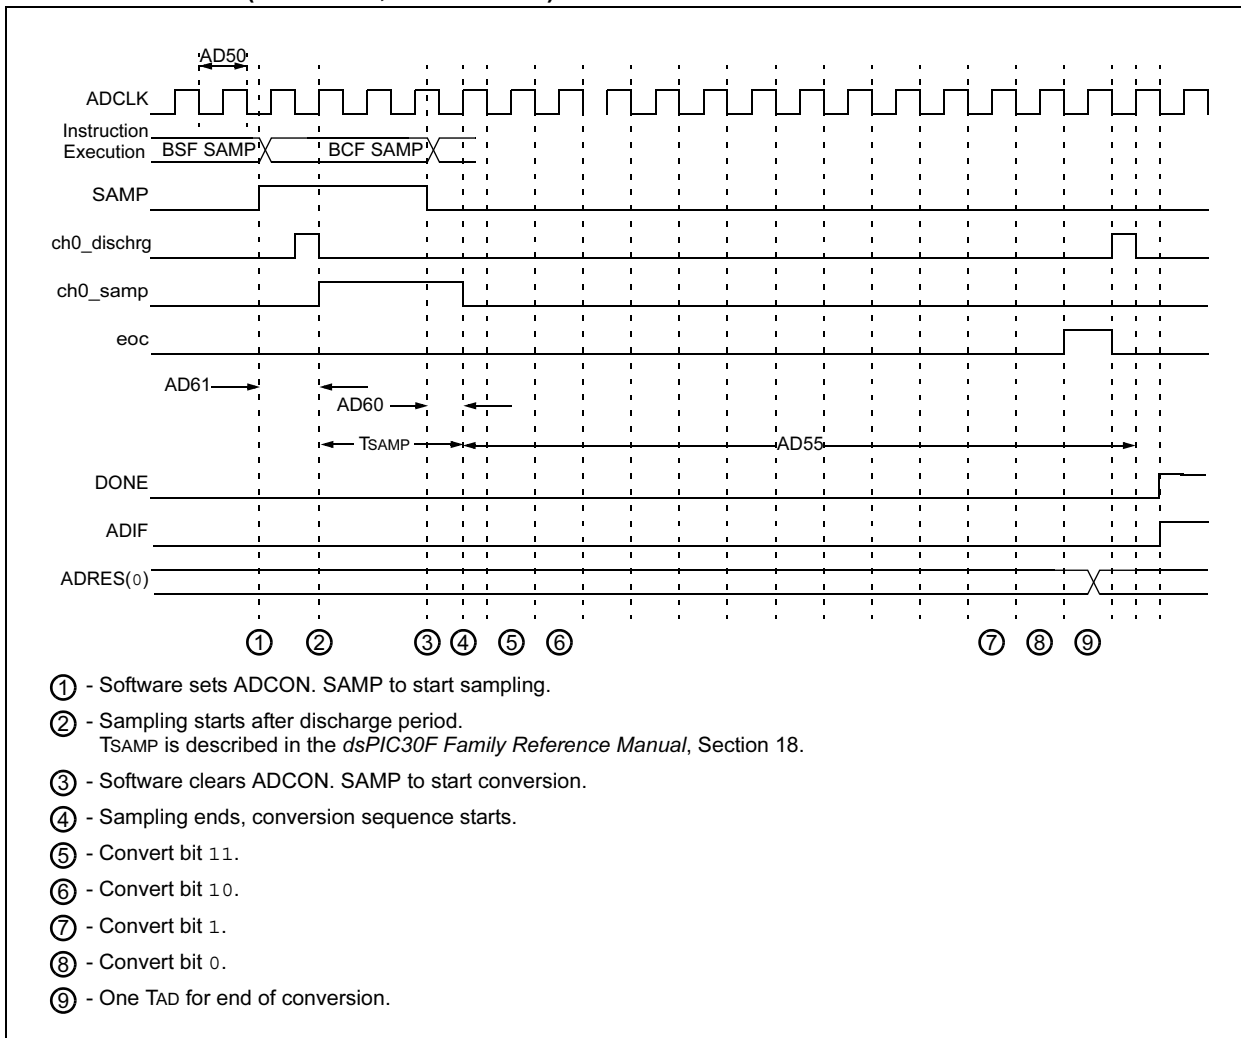 AD50
ADCLK
Instruction
Execution BSF SAMP BCF SAMP
SAMP
ch0_dischrg
ch0_samp
eoc
AD61
AD60
TSAMP AD55
DONE
ADIF
ADRES(0)
1 2 3 4 5 6 7 8 9
1 - Software sets ADCON. SAMP to start sampling.
2 - Sampling starts after discharge period.
TSAMP is described in the dsPIC30F Family Reference Manual, Section 18.
3 - Software clears ADCON. SAMP to start conversion.
4 - Sampling ends, conversion sequence starts.
5 - Convert bit 11.
6 - Convert bit 10.
7 - Convert bit 1.
8 - Convert bit 0.
9 - One TAD for end of conversion.